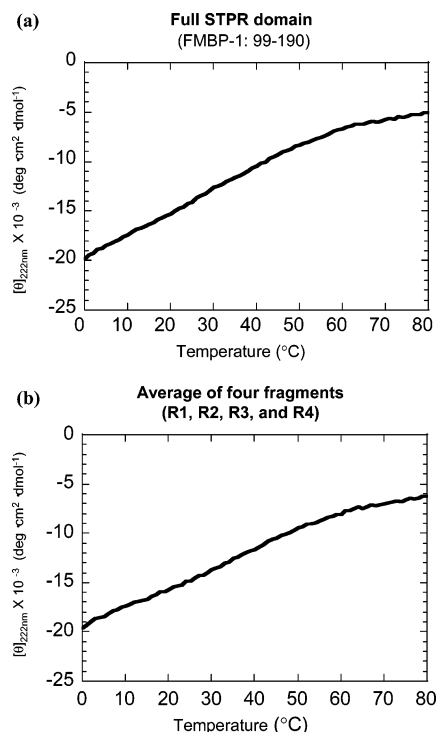 (a)
Full STPR domain
(FMBP-1: 99-190)
0
-5
-10
-15
-20
-25
[θ]222nm X 10⁻³ (deg·cm²·dmol⁻¹)
0 10 20 30 40 50 60 70 80
Temperature (°C)
(b)
Average of four fragments
(R1, R2, R3, and R4)
0
-5
-10
-15
-20
-25
[θ]222nm X 10⁻³ (deg·cm²·dmol⁻¹)
0 10 20 30 40 50 60 70 80
Temperature (°C)